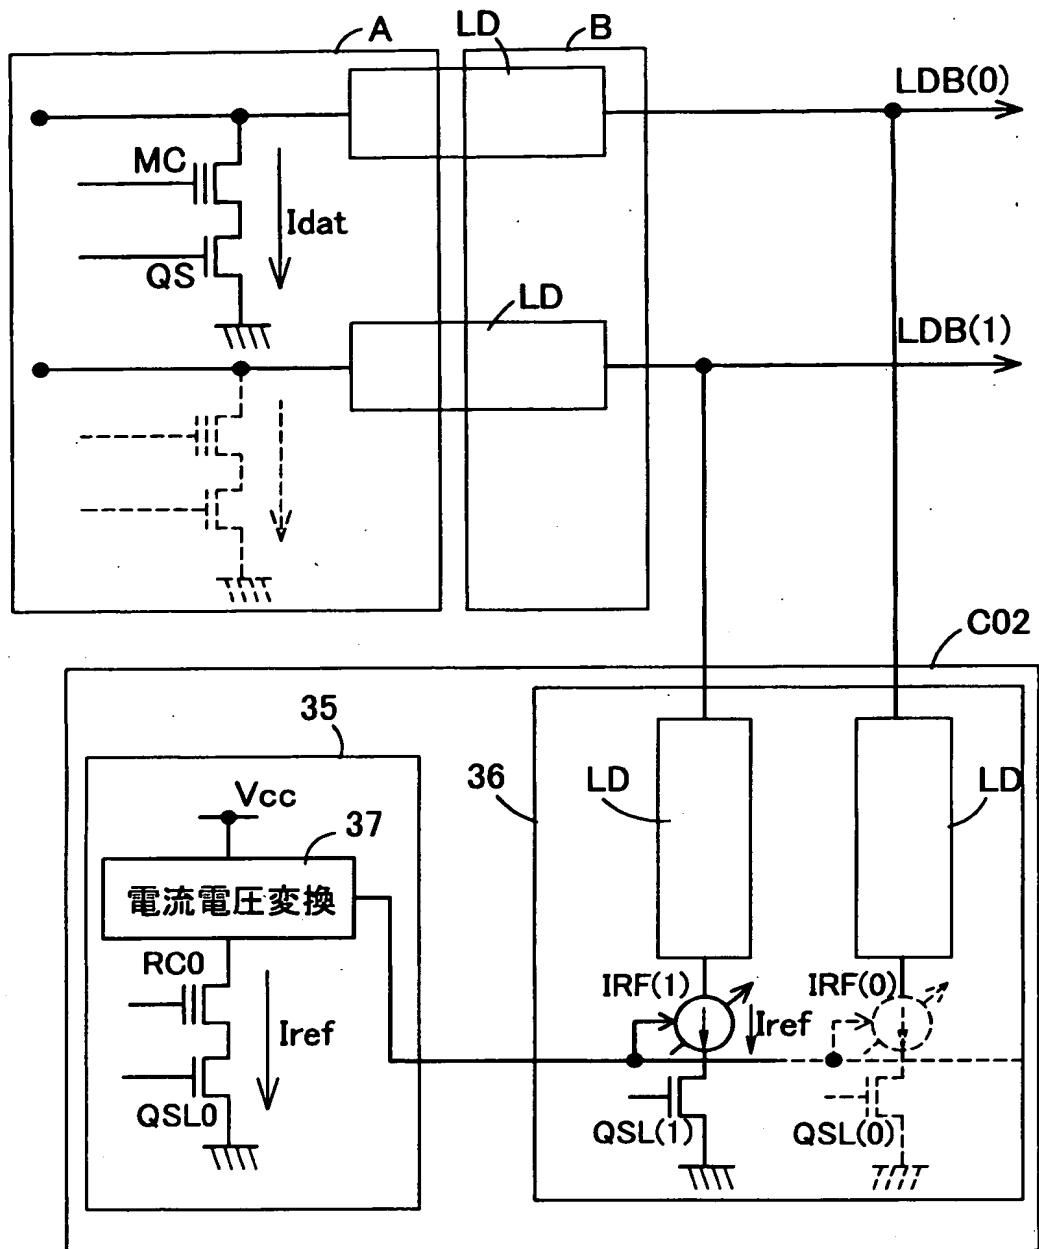 A
LD
B
LDB(0)
MC
Idat
QS
LD
LDB(1)
C02
35
36
Vcc
37
LD
LD
電流電圧変換
RC0
IRF(1)
IRF(0)
Iref
Iref
QSL0
QSL(1)
QSL(0)